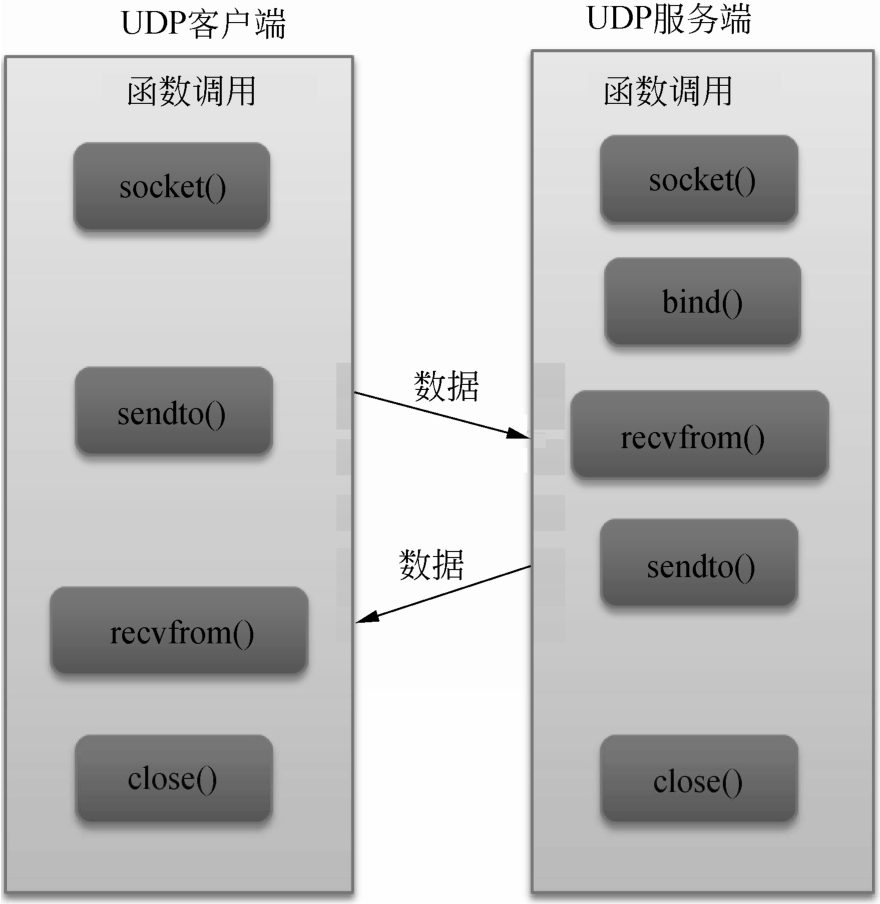 UDP客户端
函数调用
socket()
sendto()
recvfrom()
close()
数据
数据
UDP服务端
函数调用
socket()
bind()
recvfrom()
sendto()
close()